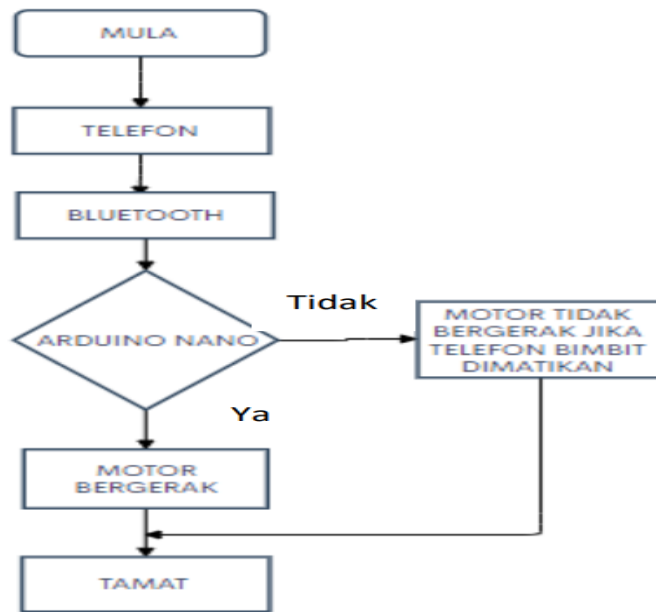 MULA
TELEFON
BLUETOOTH
ARDUINO NANO
Tidak
MOTOR TIDAK
BERGERAK JIKA
TELEFON BIMBIT
DIMATIKAN
Ya
MOTOR
BERGERAK
TAMAT